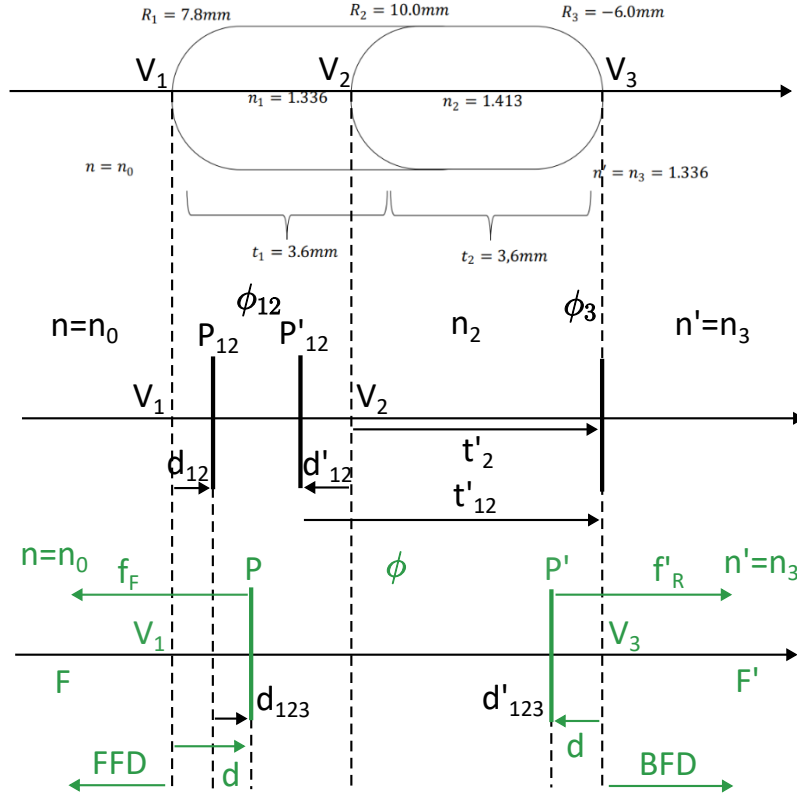 R₁ = 7.8mm
R₂ = 10.0mm
R₃ = −6.0mm
V₁
V₂
V₃
n₁ = 1.336
n₂ = 1.413
n = n₀
n' = n₃ = 1.336
t₁ = 3.6mm
t₂ = 3,6mm
ϕ₁₂
ϕ₃
n=n₀
P₁₂
P'₁₂
n₂
n'=n₃
V₁
V₂
t'₂
d₁₂
d'₁₂
t'₁₂
n=n₀
f_F
P
ϕ
P'
f'_R
n'=n₃
V₁
V₃
F
F'
d₁₂₃
d'₁₂₃
FFD
d
d
BFD